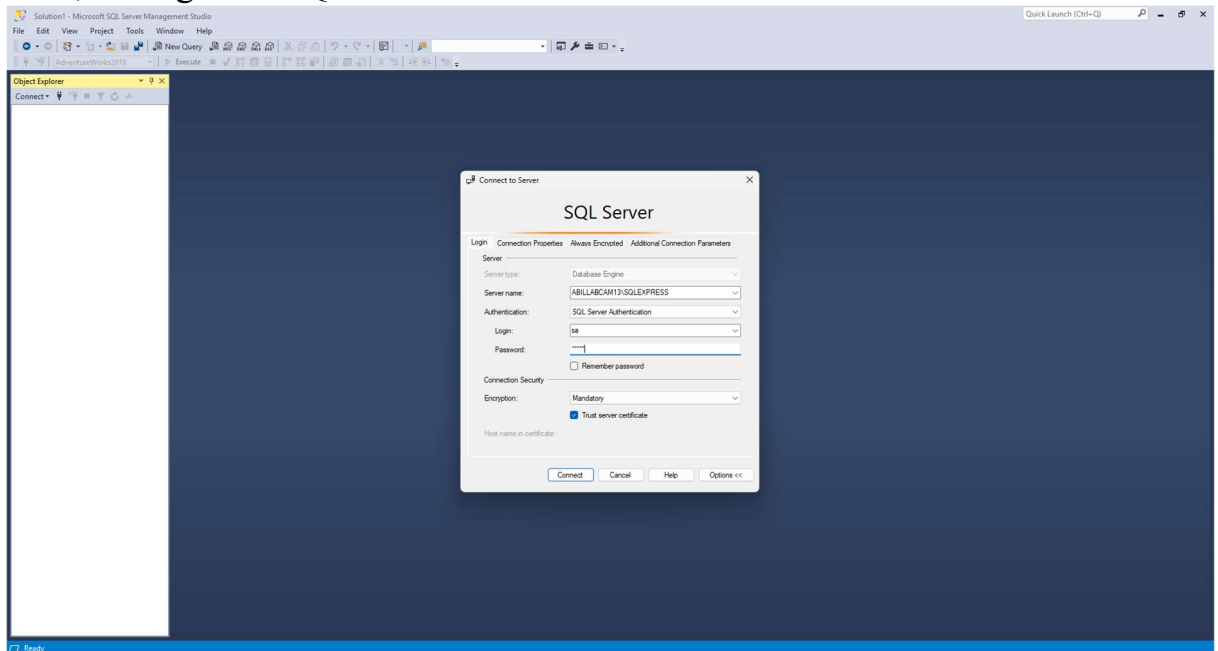 Solution1 - Microsoft SQL Server Management Studio
Quick Launch (Ctrl+Q)
File Edit View Project Tools Window Help
New Query
AdventureWorks2019
Execute
Object Explorer
Connect
Connect to Server
SQL Server
Login Connection Properties Always Encrypted Additional Connection Parameters
Server
Server type: Database Engine
Server name: ABILLABCAM13\SQLEXPRESS
Authentication: SQL Server Authentication
Login: sa
Password: *****
Remember password
Connection Security
Encryption: Mandatory
Trust server certificate
Host name in certificate:
Connect Cancel Help Options <<
Ready